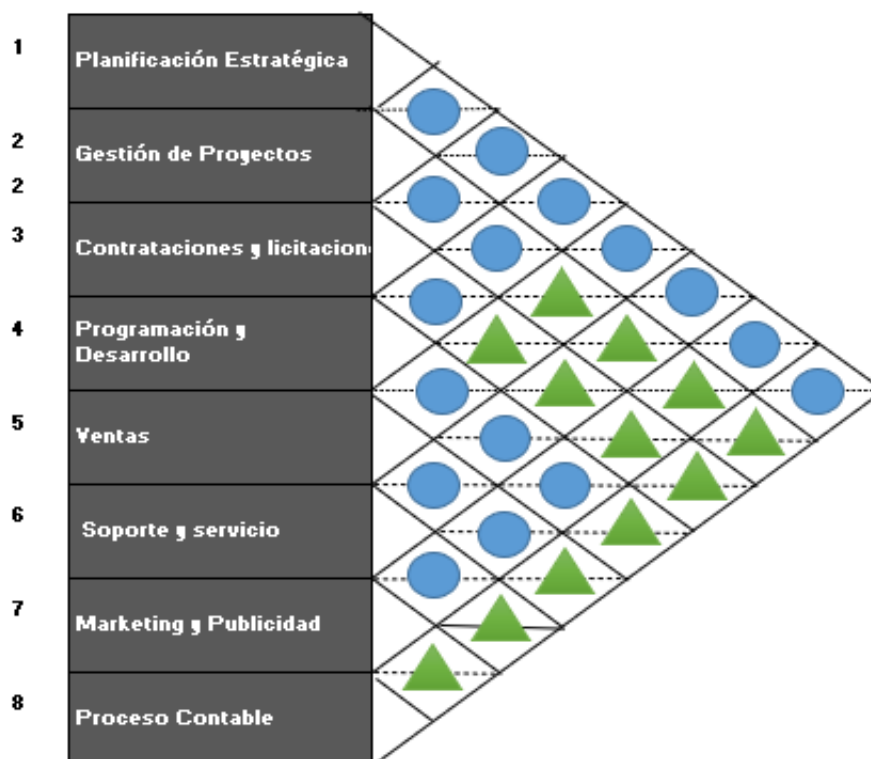 1
Planificación Estratégica
2
Gestión de Proyectos
2
3
Contrataciones y licitacion
4
Programación y
Desarrollo
5
Ventas
6
Soporte y servicio
7
Marketing y Publicidad
8
Proceso Contable